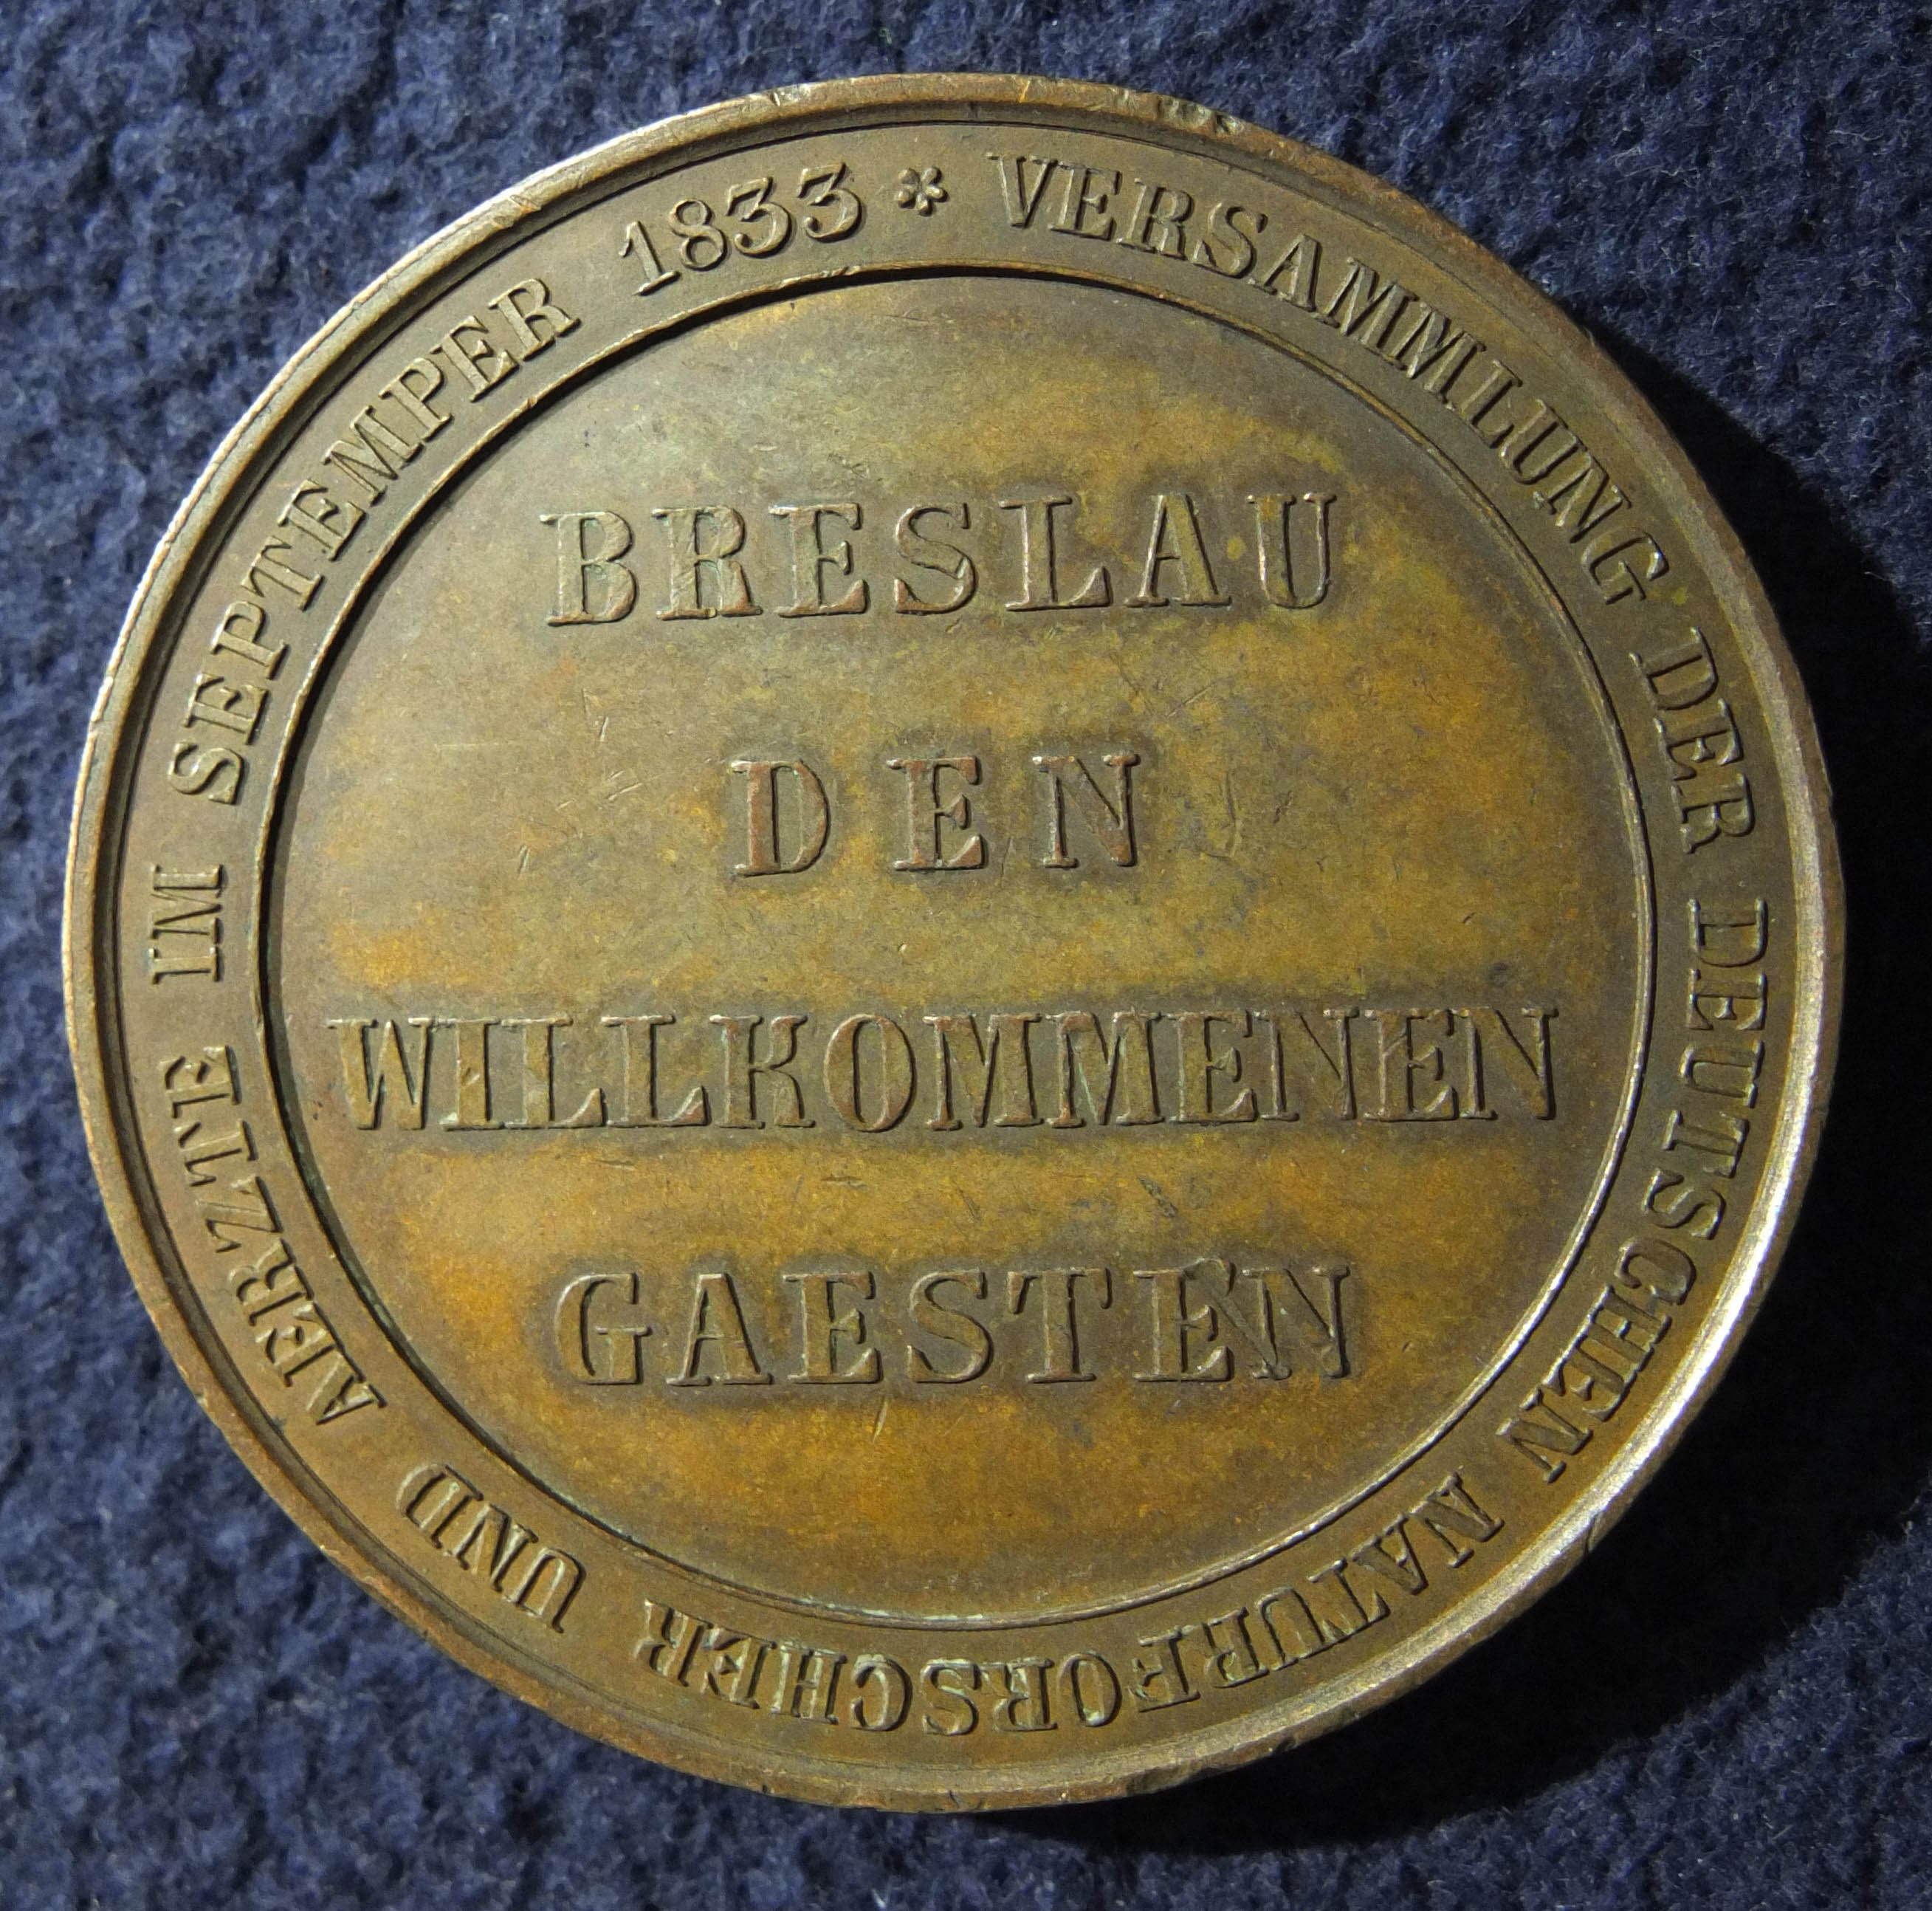 VERSAMMLUNG DER DEUTSCHEN NATURFORSCHER UND AERZTE IM SEPTEMPER 1833 *
BRESLAU
DEN
WILLKOMMENEN
GAESTEN